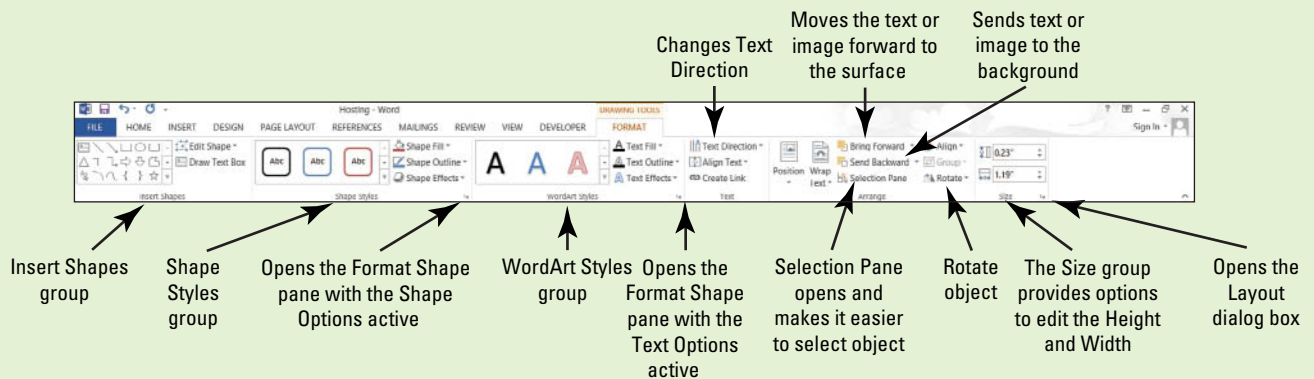 Changes Text
Direction
Moves the text or
image forward to
the surface
Sends text or
image to the
background
Hosting - Word
DRAWING TOOLS
FILE HOME INSERT DESIGN PAGE LAYOUT REFERENCES MAILINGS REVIEW VIEW DEVELOPER FORMAT
Sign In
Edit Shape
Draw Text Box
Insert Shapes
Abc Abc Abc
Shape Fill
Shape Outline
Shape Effects
Shape Styles
A A A
Text Fill
Text Outline
Text Effects
WordArt Styles
Text Direction
Align Text
Create Link
Text
Position
Wrap
Text
Bring Forward
Send Backward
Selection Pane
Align
Group
Rotate
Arrange
0.23"
1.19"
Size
Insert Shapes
group
Shape
Styles
group
Opens the Format Shape
pane with the Shape
Options active
WordArt Styles
group
Opens the
Format Shape
pane with the
Text Options
active
Selection Pane
opens and
makes it easier
to select object
Rotate
object
The Size group
provides options
to edit the Height
and Width
Opens the
Layout
dialog box